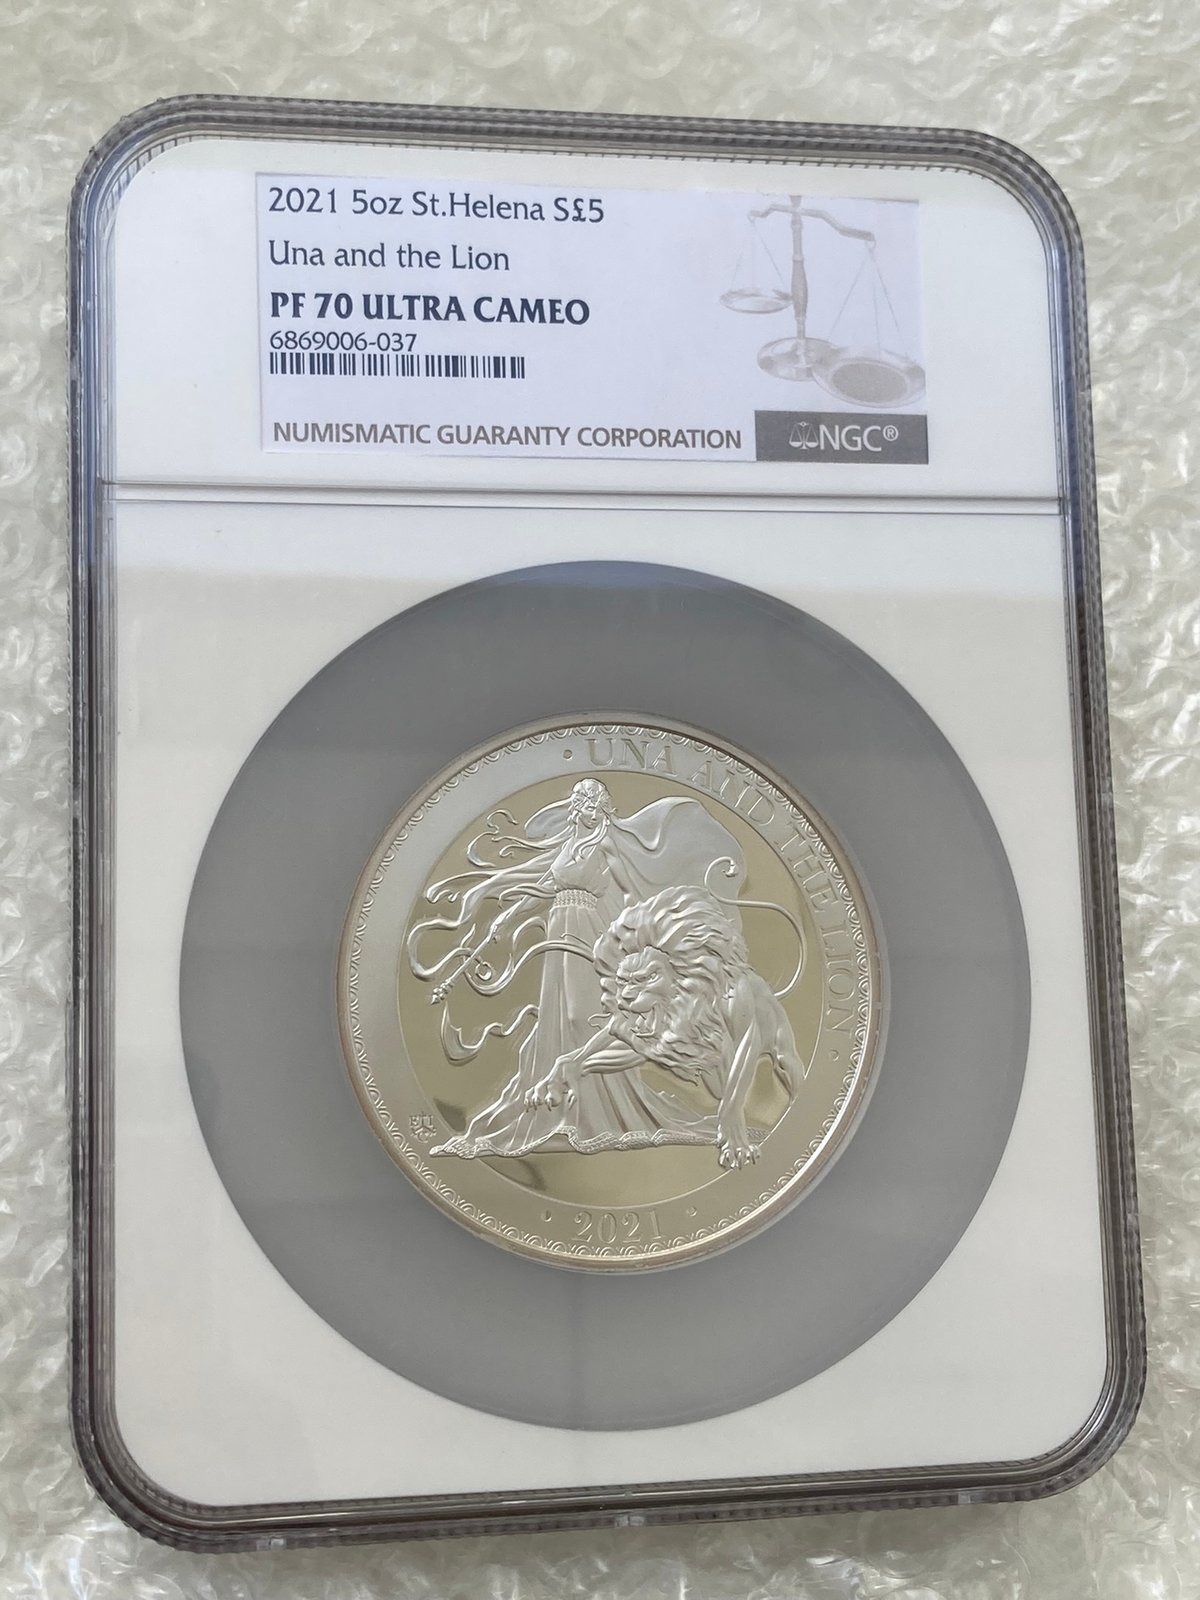 2021 5oz St.Helena S£5
Una and the Lion
PF 70 ULTRA CAMEO
6869006-037
NUMISMATIC GUARANTY CORPORATION
NGC®
· UNA AND THE LION ·
· 2021 ·